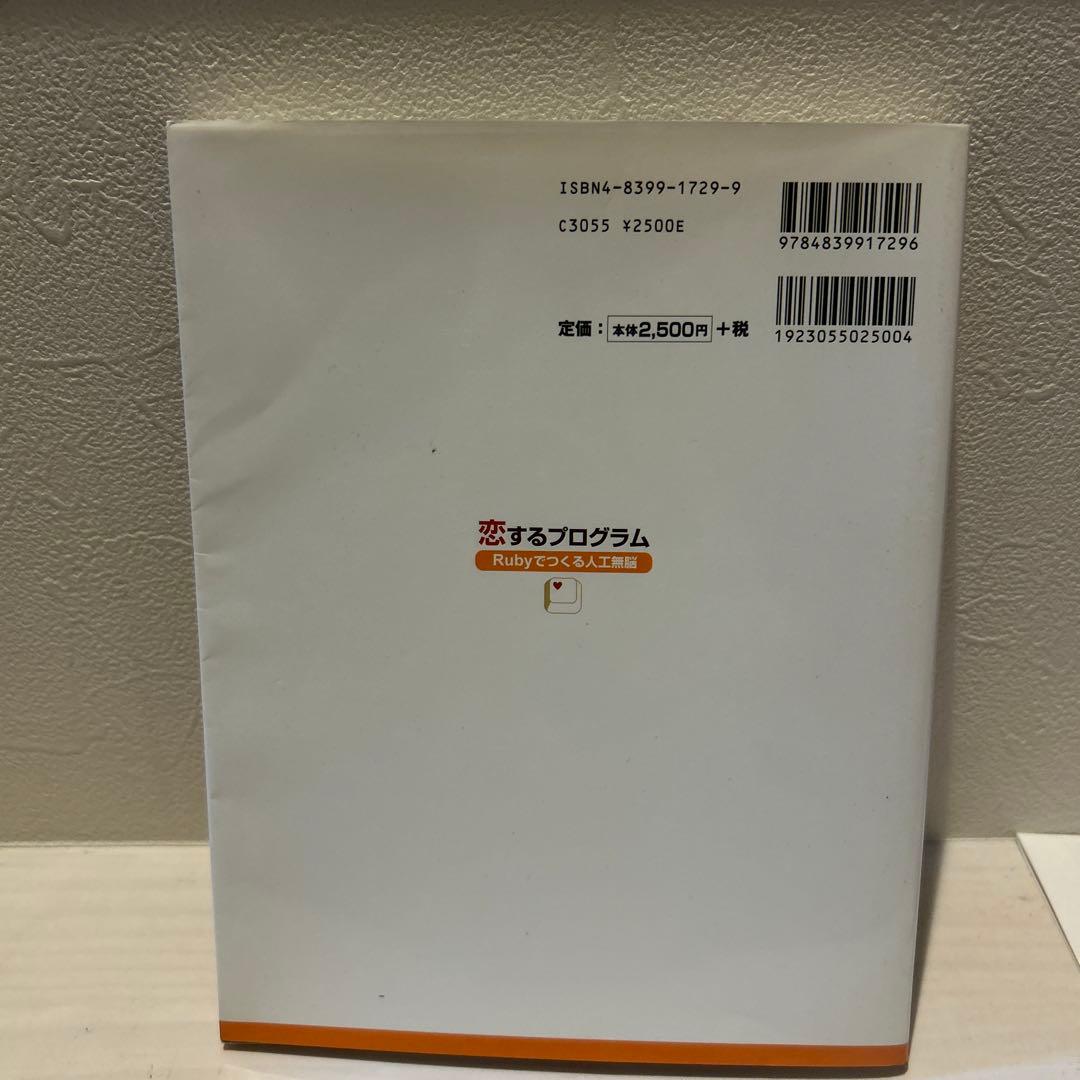 ISBN4-8399-1729-9
C3055 ¥2500E
9784839917296
定価：本体2,500円＋税
1923055025004
恋するプログラム
Rubyでつくる人工無脳